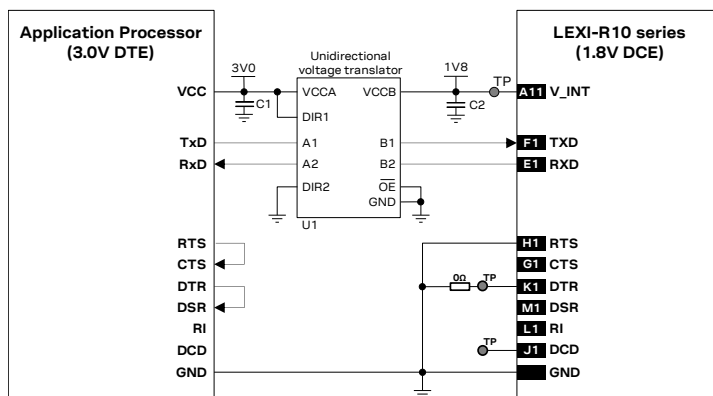 Application Processor
(3.0V DTE)
LEXI-R10 series
(1.8V DCE)
Unidirectional
voltage translator
3V0
1V8
TP
VCC
VCCA
VCCB
A11 V_INT
C1
C2
DIR1
TxD
A1
B1
F1 TXD
RxD
A2
B2
E1 RXD
DIR2
OE
GND
U1
RTS
H1 RTS
CTS
G1 CTS
DTR
0Ω
TP
K1 DTR
DSR
M1 DSR
RI
L1 RI
DCD
TP
J1 DCD
GND
GND